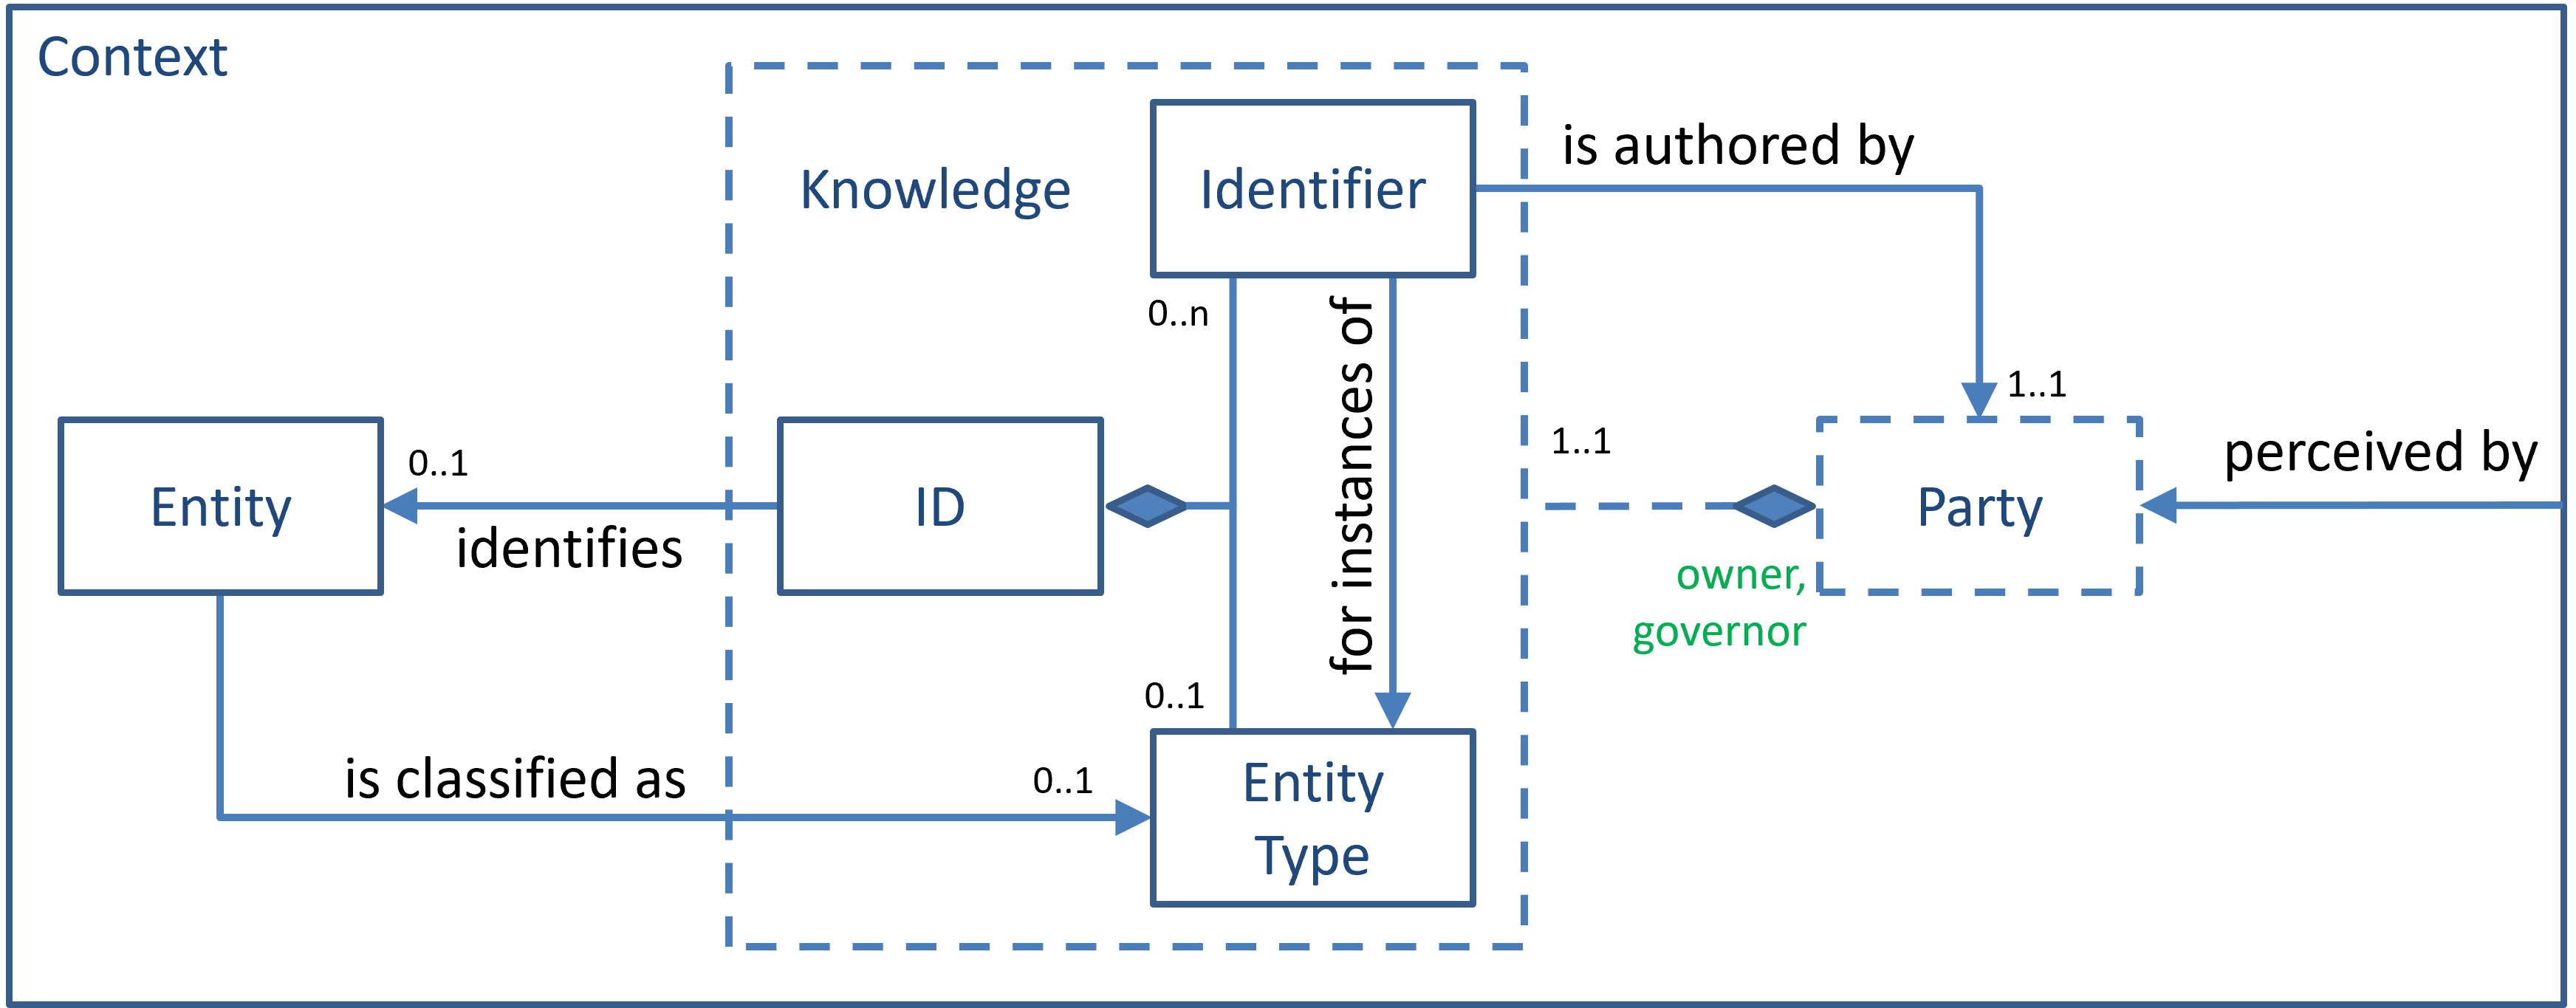 Context
Knowledge
Identifier
is authored by
0..n
for instances of
1..1
1..1
perceived by
Entity
0..1
identifies
ID
Party
owner,
governor
0..1
is classified as
0..1
Entity
Type